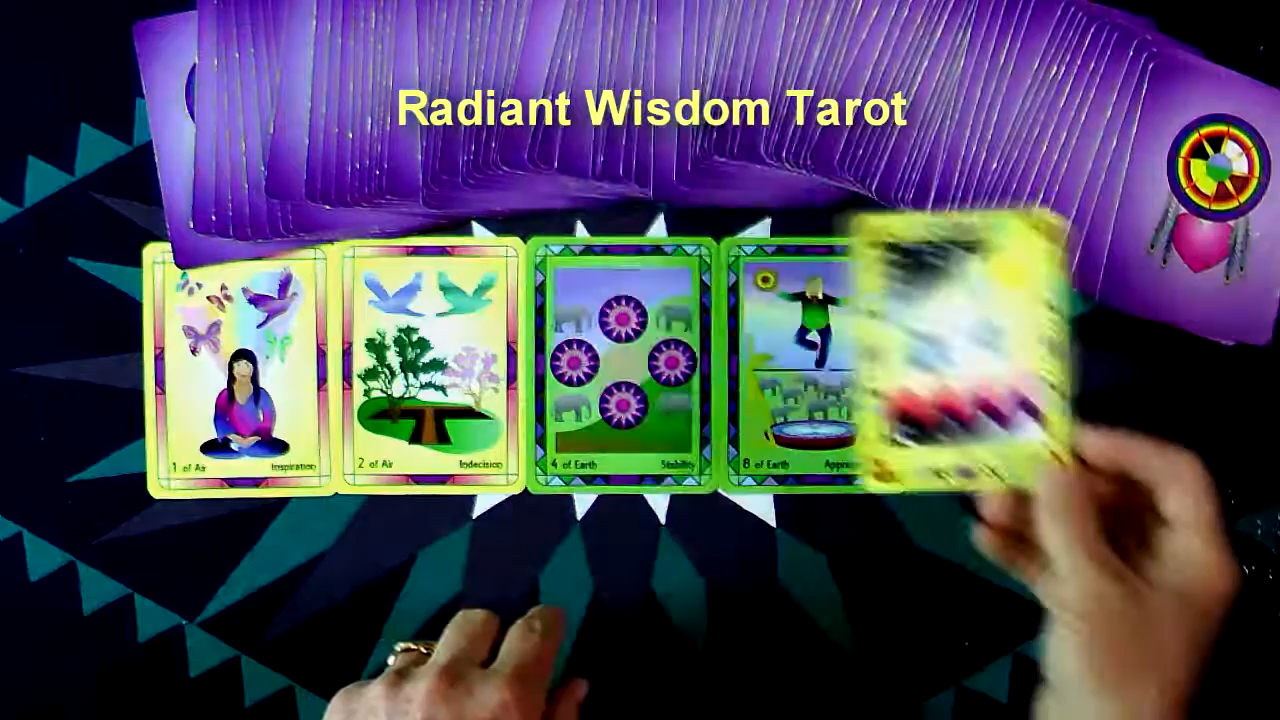 Radiant Wisdom Tarot
1 of Air Inspiration
2 of Air Indecision
4 of Earth Stability
8 of Earth